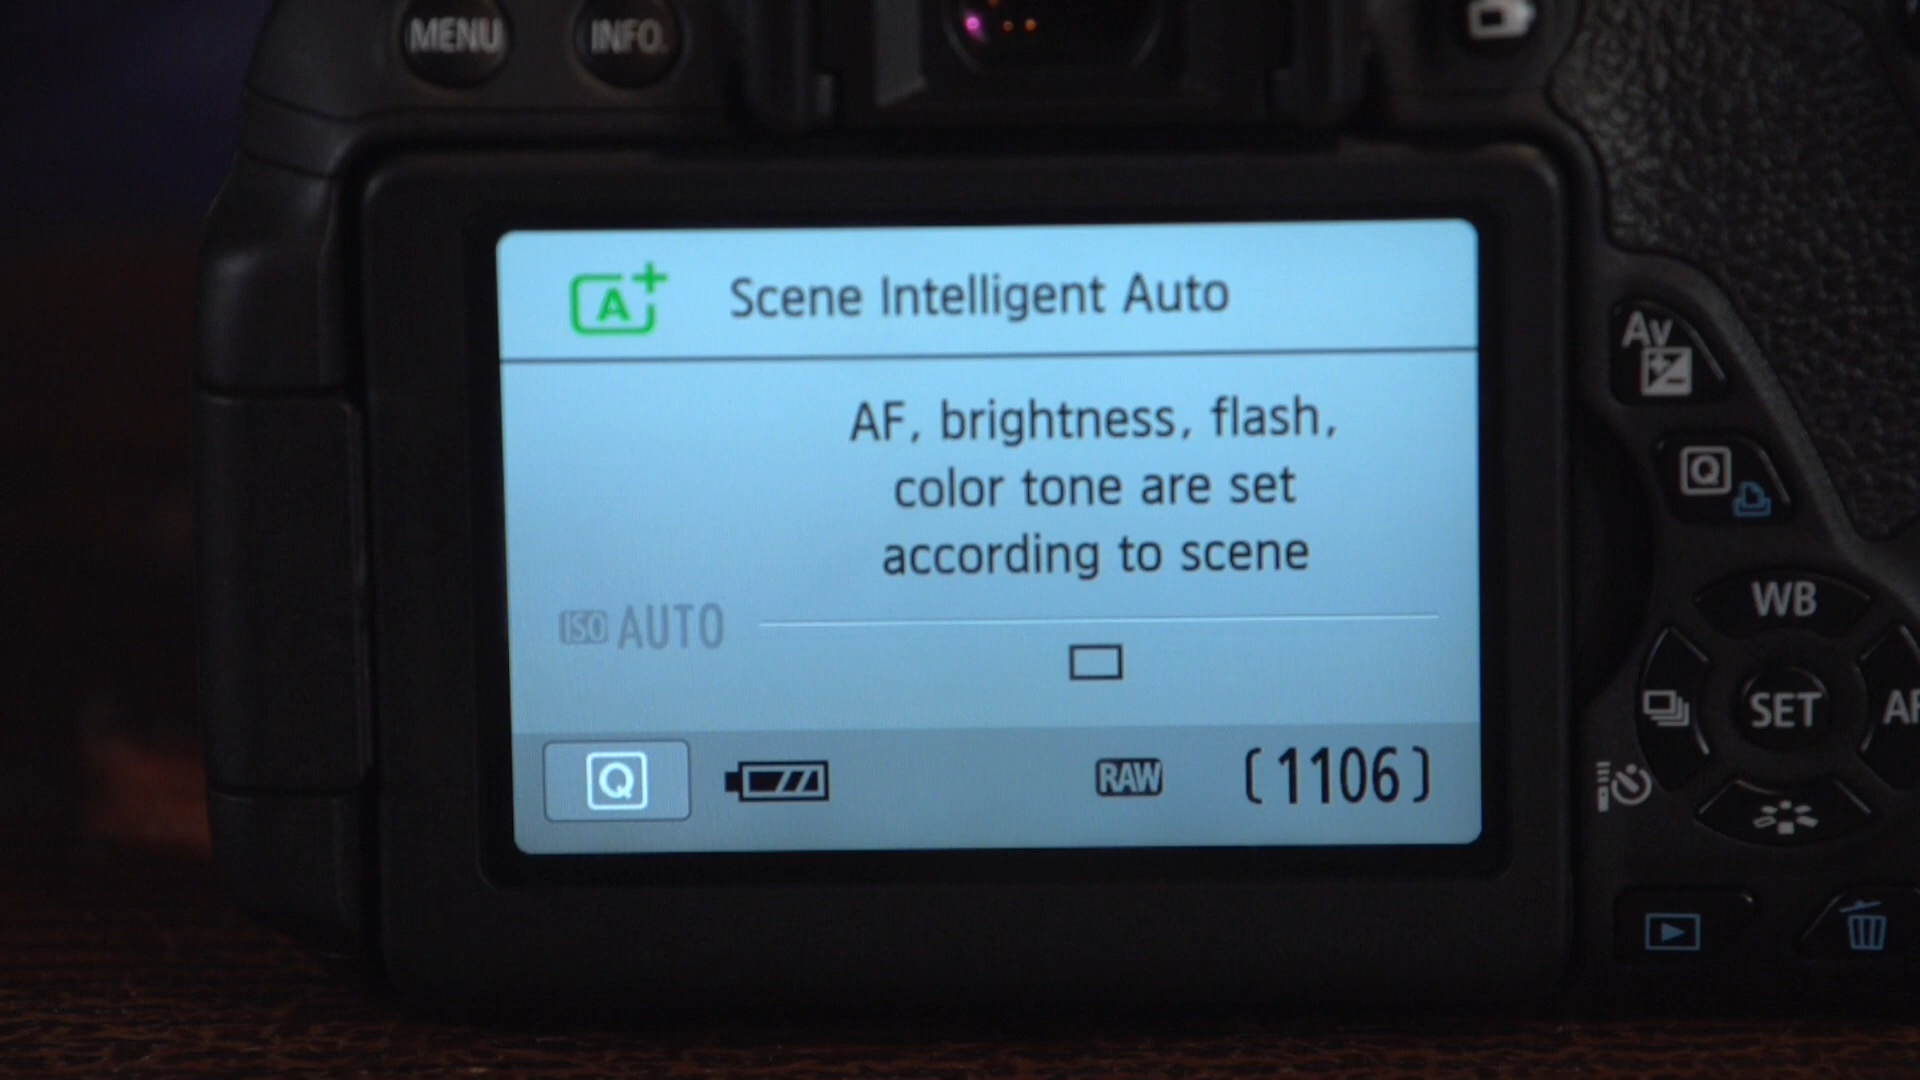 MENU INFO.
Scene Intelligent Auto
AF, brightness, flash,
color tone are set
according to scene
ISO AUTO
Q
RAW
[1106]
Av
Q
WB
SET
AF